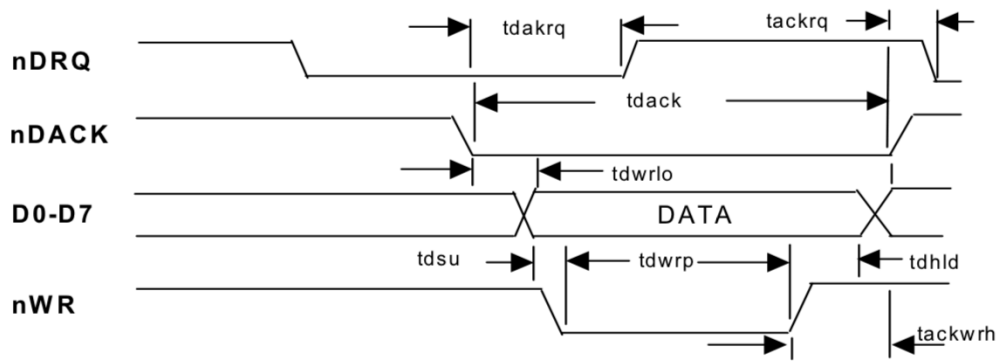 tdakrq
tackrq
nDRQ
tdack
nDACK
tdwrlo
D0-D7
DATA
tdsu
tdwrp
tdhld
nWR
tackwrh